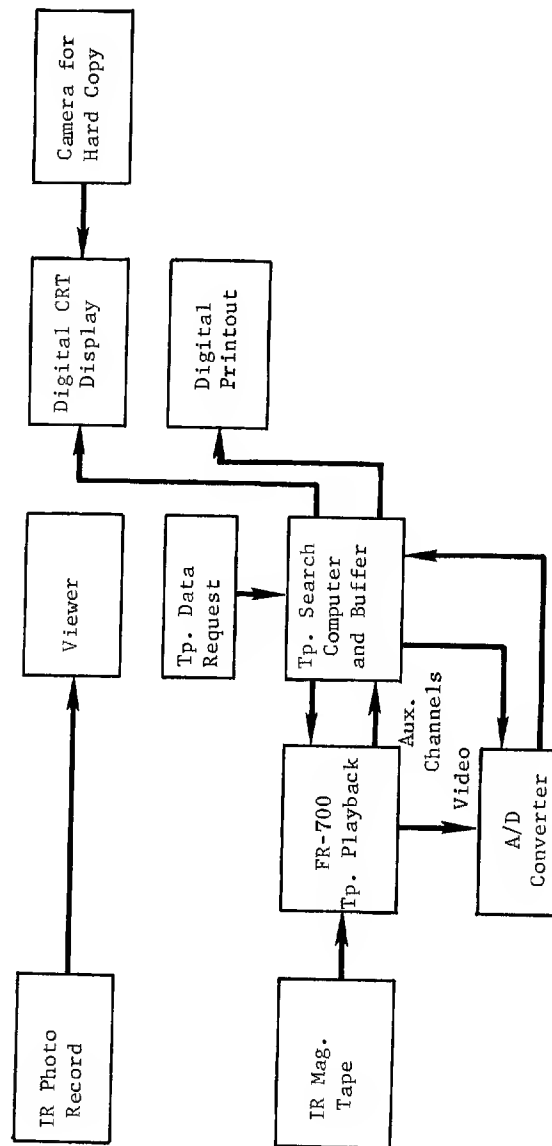 IR Photo
Record
Viewer
Digital CRT
Display
Camera for
Hard Copy
Tp. Data
Request
Digital
Printout
IR Mag.
Tape
FR-700
Tp. Playback
Tp. Search
Computer
and Buffer
Aux.
Channels
Video
A/D
Converter